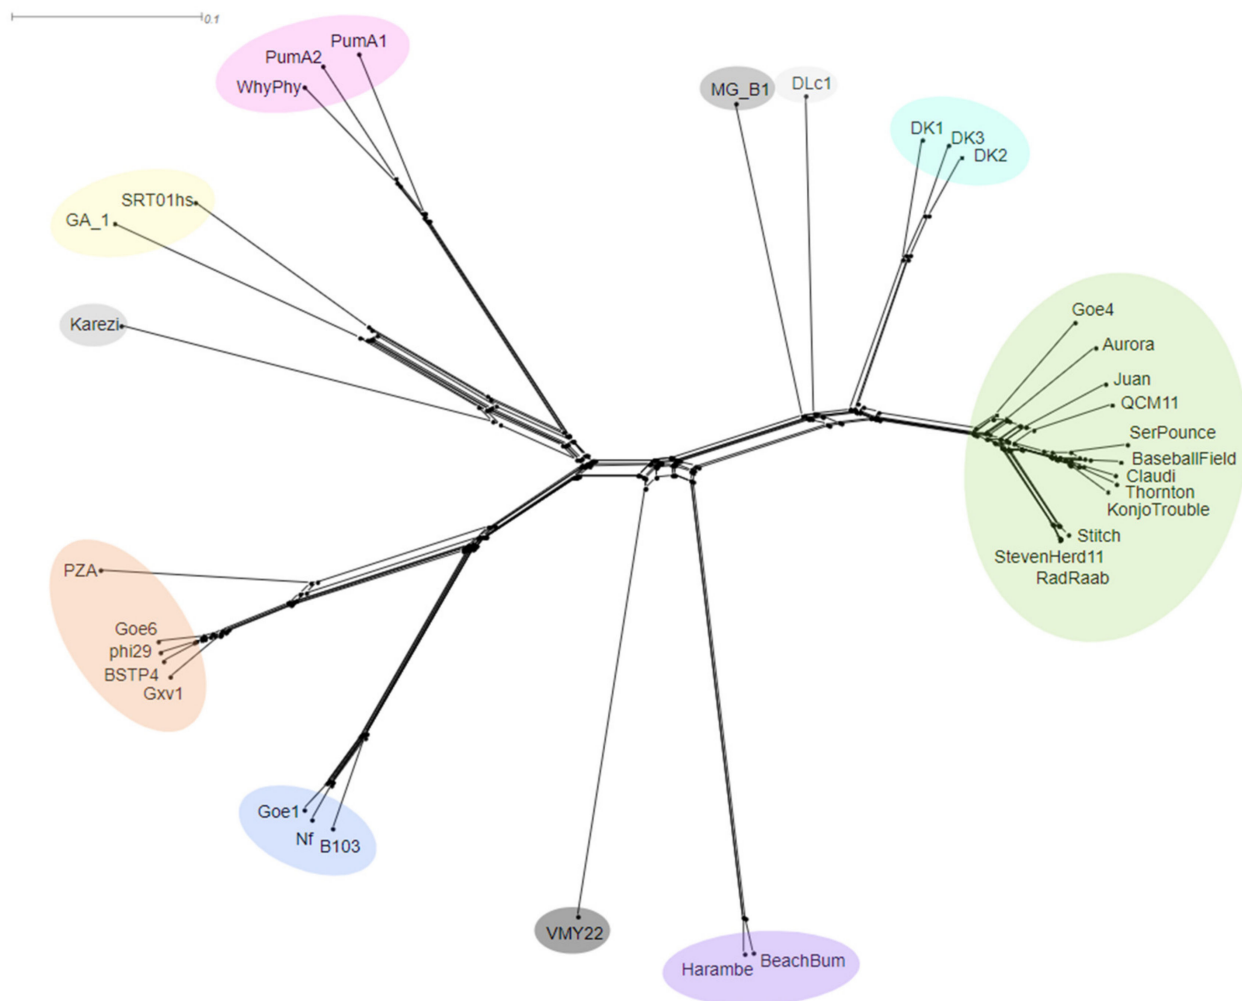 0.1
PumA1
PumA2
WhyPhy
MG_B1
DLc1
DK1
DK3
DK2
SRT01hs
GA_1
Karezi
Goe4
Aurora
Juan
QCM11
SerPounce
BaseballField
Claudi
Thornton
KonjoTrouble
Stitch
StevenHerd11
RadRaab
PZA
Goe6
phi29
BSTP4
Gxv1
Goe1
Nf
B103
VMY22
Harambe
BeachBum